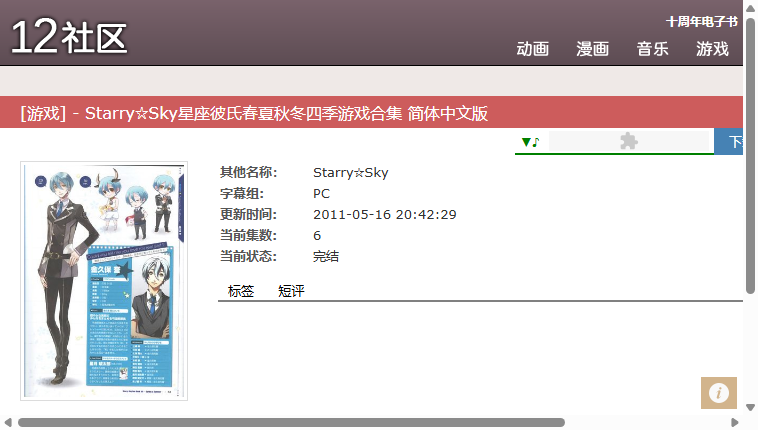 12社区
十周年电子书
动画 漫画 音乐 游戏
[游戏] - Starry☆Sky星座彼氏春夏秋冬四季游戏合集 简体中文版
▼♪
下
其他名称: Starry☆Sky
字幕组: PC
更新时间: 2011-05-16 20:42:29
当前集数: 6
当前状态: 完结
标签 短评